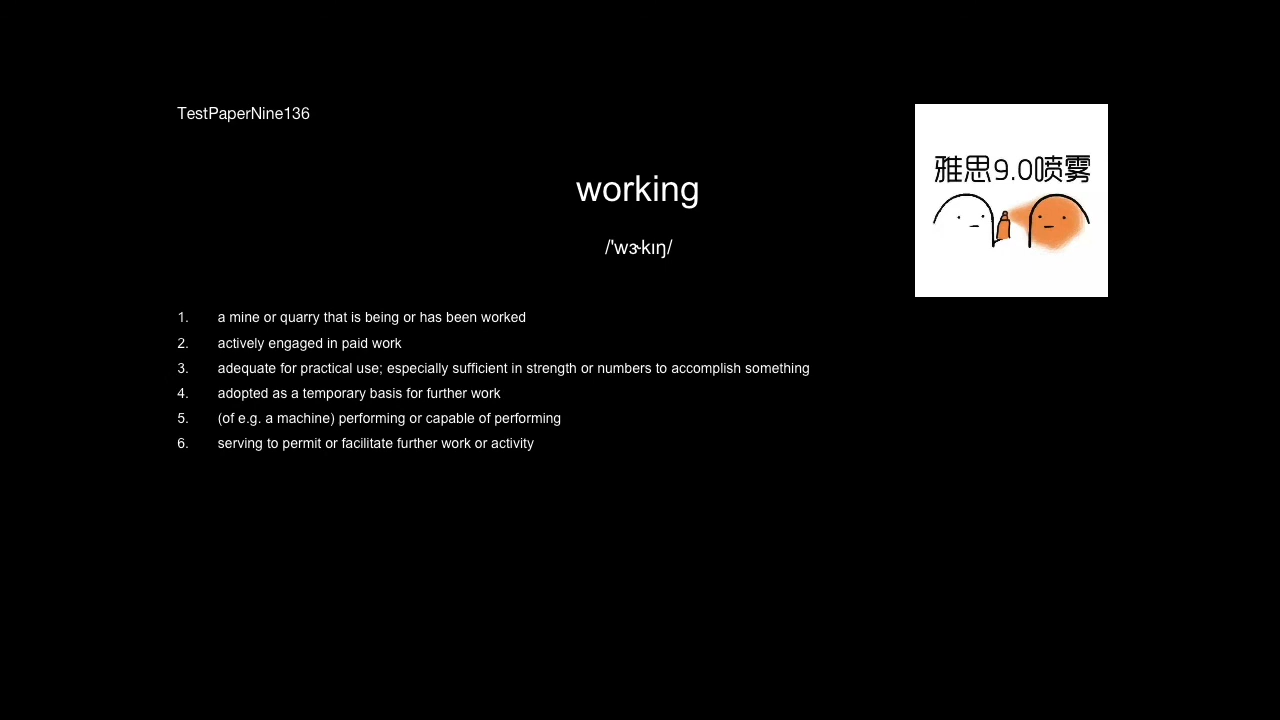 TestPaperNine136
雅思9.0喷雾
working
/'wɝkɪŋ/
1. a mine or quarry that is being or has been worked
2. actively engaged in paid work
3. adequate for practical use; especially sufficient in strength or numbers to accomplish something
4. adopted as a temporary basis for further work
5. (of e.g. a machine) performing or capable of performing
6. serving to permit or facilitate further work or activity